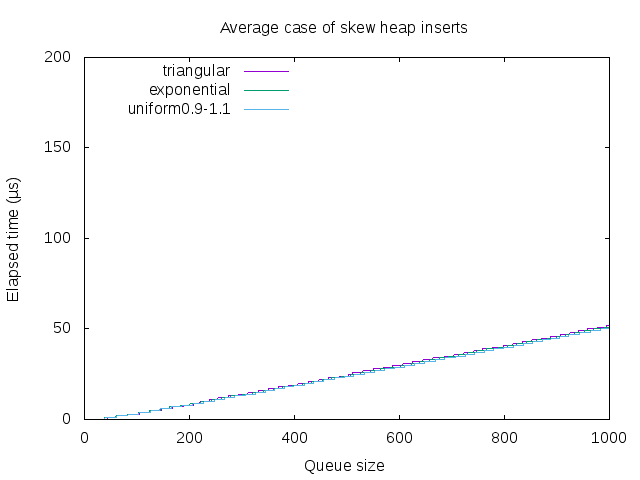 Average case of skew heap inserts
200
triangular
exponential
uniform0.9-1.1
150
Elapsed time (µs)
100
50
0
0 200 400 600 800 1000
Queue size